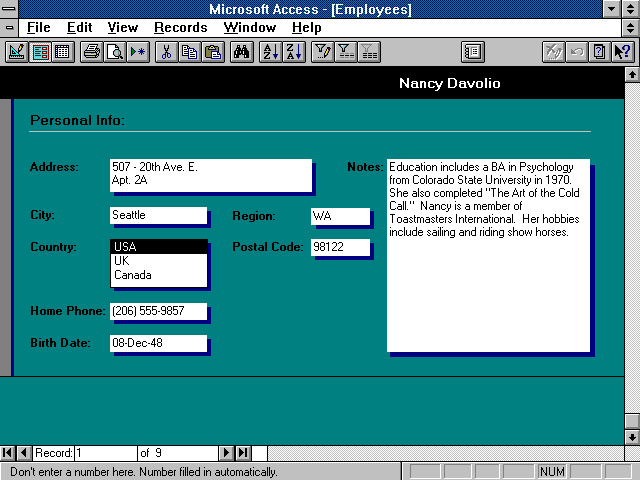 Microsoft Access - [Employees]
File Edit View Records Window Help
Nancy Davolio
Personal Info:
Address: 507 - 20th Ave. E.
Apt. 2A
City: Seattle
Region: WA
Country: USA
UK
Canada
Postal Code: 98122
Home Phone: (206) 555-9857
Birth Date: 08-Dec-48
Notes: Education includes a BA in Psychology
from Colorado State University in 1970.
She also completed "The Art of the Cold
Call." Nancy is a member of
Toastmasters International. Her hobbies
include sailing and riding show horses.
Record: 1 of 9
Don't enter a number here. Number filled in automatically.
NUM